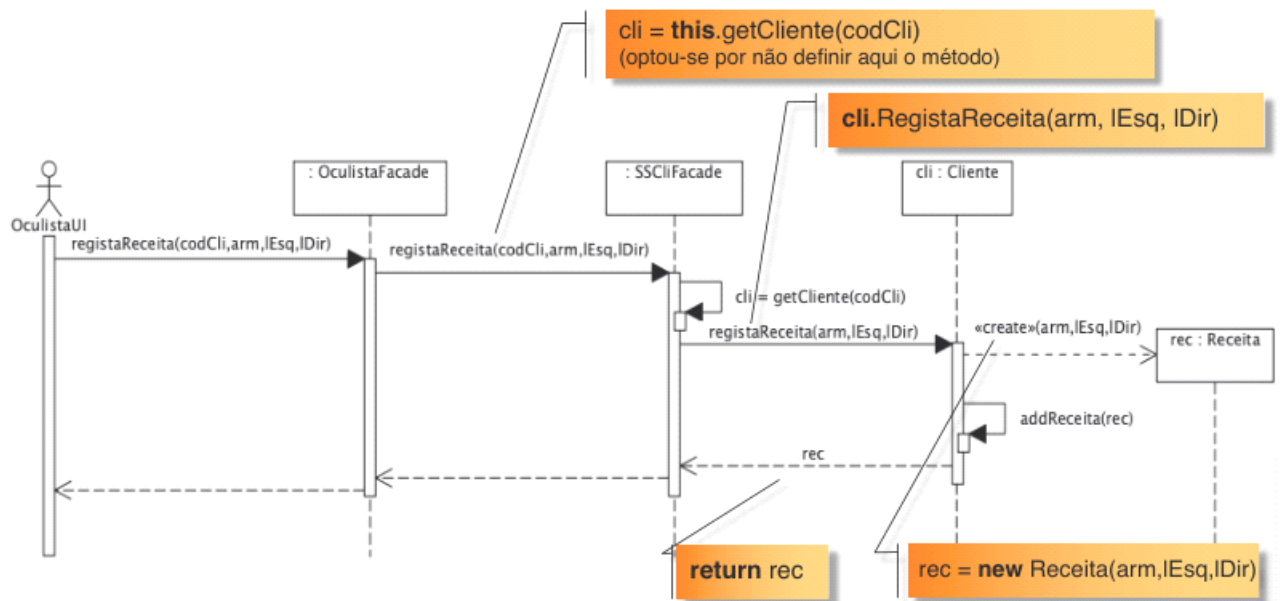 cli = this.getCliente(codCli)
(optou-se por não definir aqui o método)
cli.RegistaReceita(arm, lEsq, lDir)
: OculistaFacade
: SSCliFacade
cli : Cliente
OculistaUI
registaReceita(codCli,arm,lEsq,lDir)
registaReceita(codCli,arm,lEsq,lDir)
cli = getCliente(codCli)
registaReceita(arm,lEsq,lDir)
«create»(arm,lEsq,lDir)
rec : Receita
addReceita(rec)
rec
return rec
rec = new Receita(arm,lEsq,lDir)